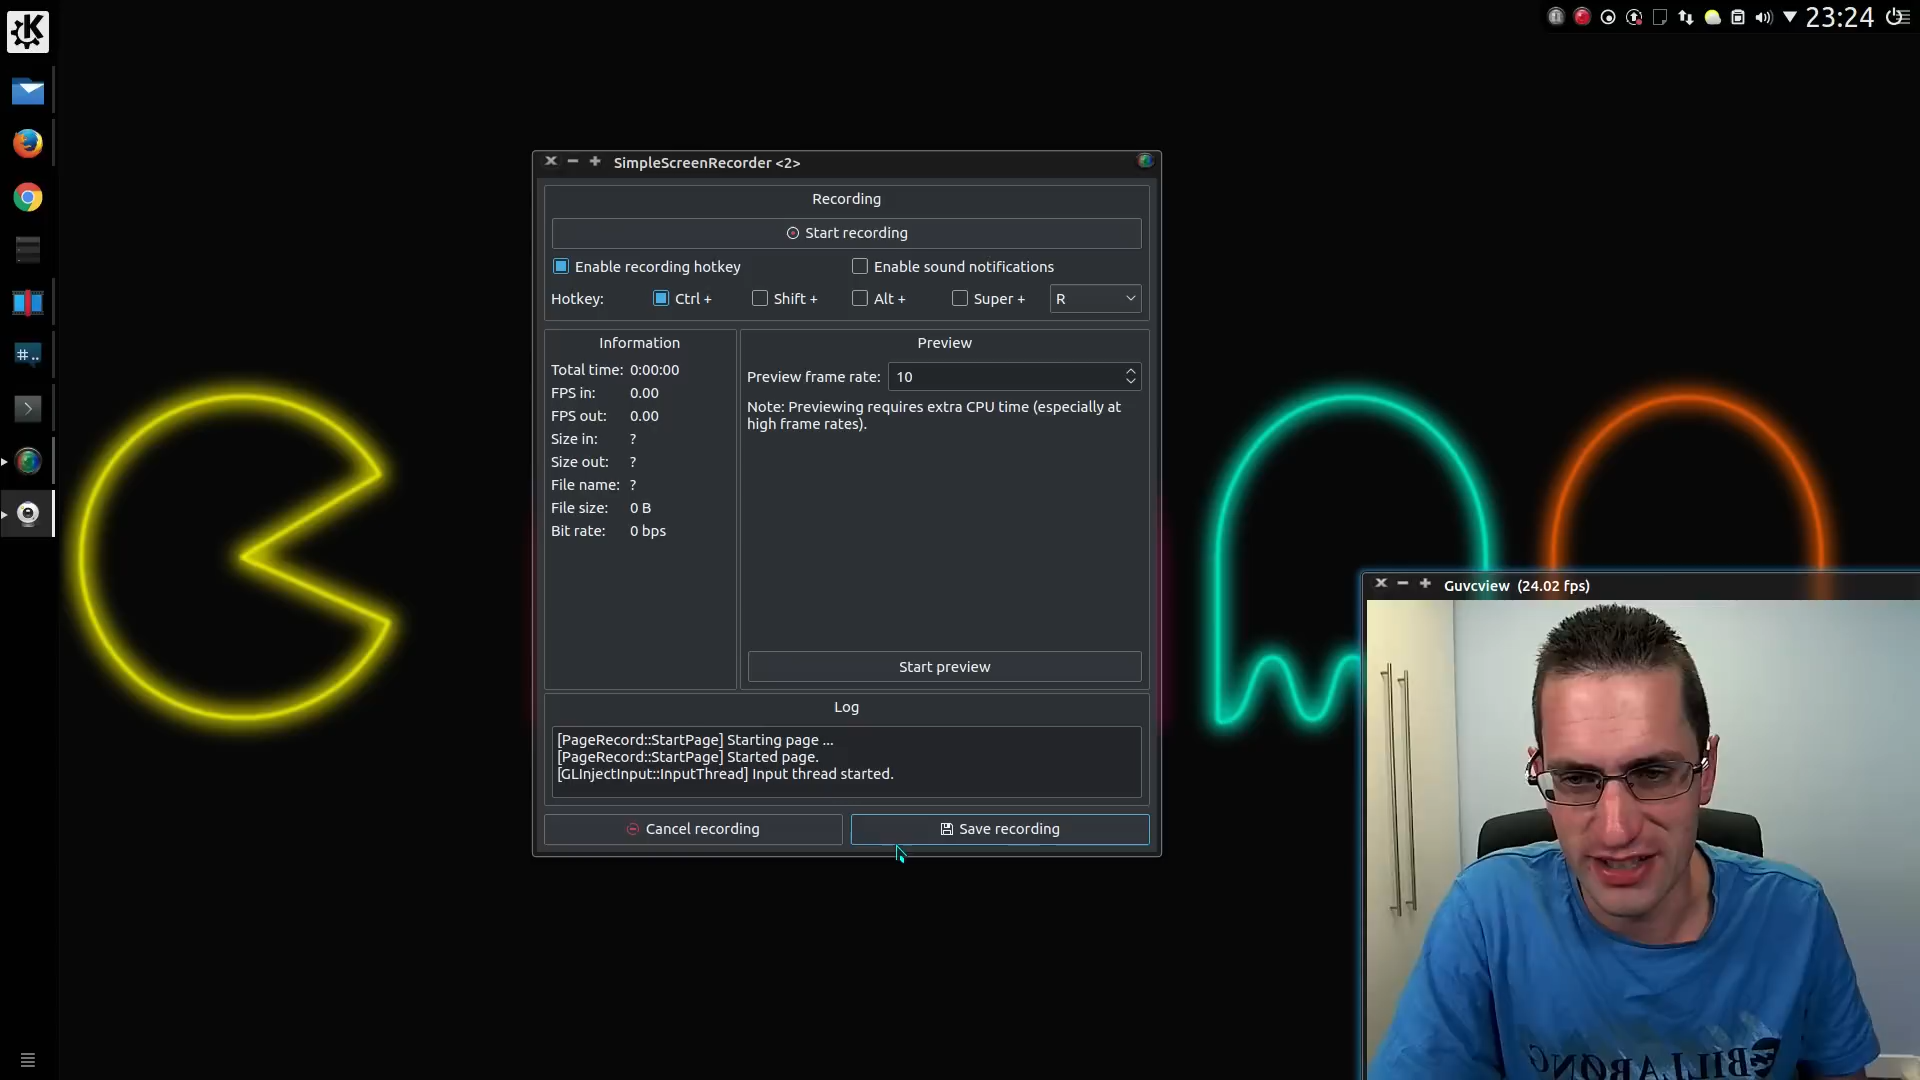 23:24
SimpleScreenRecorder <2>
Recording
Start recording
Enable recording hotkey
Enable sound notifications
Hotkey: Ctrl + Shift + Alt + Super + R
Information
Total time: 0:00:00
FPS in: 0.00
FPS out: 0.00
Size in: ?
Size out: ?
File name: ?
File size: 0 B
Bit rate: 0 bps
Preview
Preview frame rate: 10
Note: Previewing requires extra CPU time (especially at
high frame rates).
Start preview
Log
[PageRecord::StartPage] Starting page ...
[PageRecord::StartPage] Started page.
[GLInjectInput::InputThread] Input thread started.
Cancel recording
Save recording
Guvcview (24.02 fps)
BILLABONG